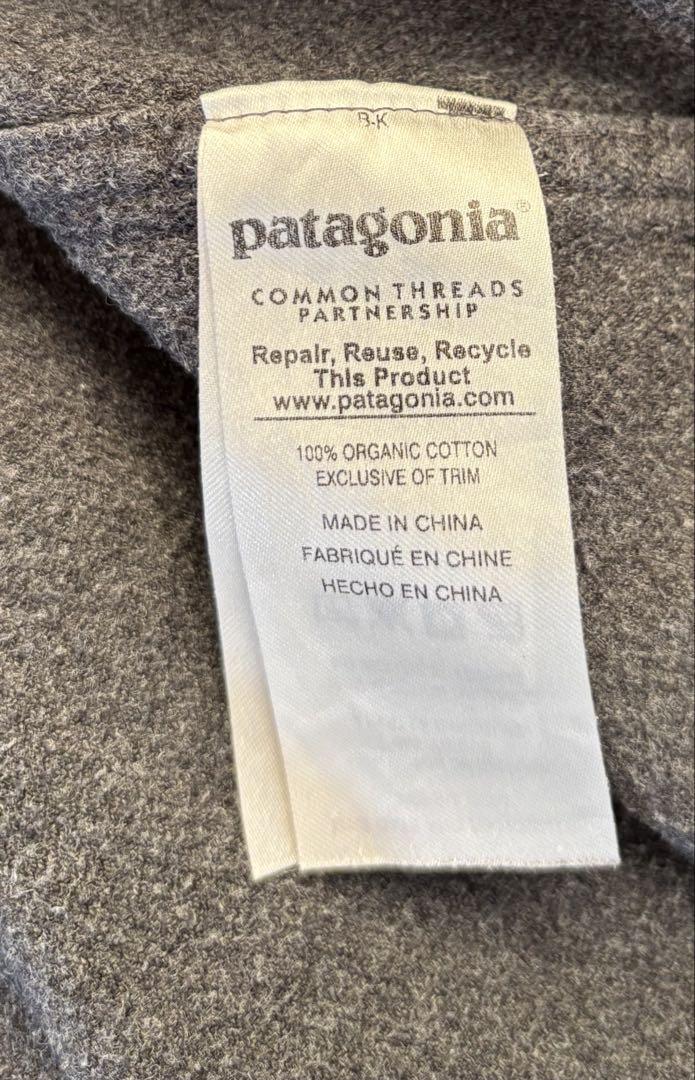 B-K
patagonia®
COMMON THREADS
PARTNERSHIP
Repair, Reuse, Recycle
This Product
www.patagonia.com
100% ORGANIC COTTON
EXCLUSIVE OF TRIM
MADE IN CHINA
FABRIQUÉ EN CHINE
HECHO EN CHINA